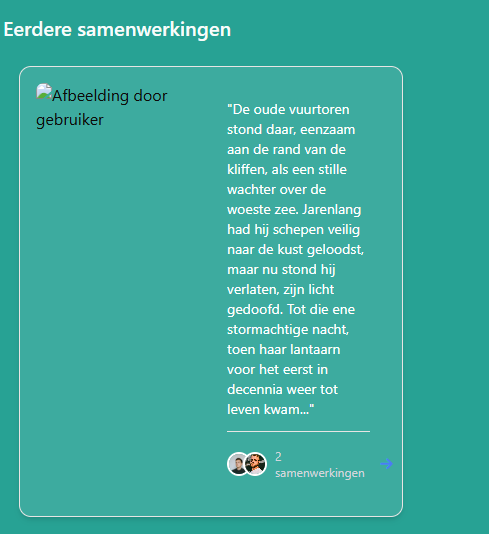 Eerdere samenwerkingen
Afbeelding door
gebruiker
"De oude vuurtoren
stond daar, eenzaam
aan de rand van de
kliffen, als een stille
wachter over de
woeste zee. Jarenlang
had hij schepen veilig
naar de kust geloodst,
maar nu stond hij
verlaten, zijn licht
gedoofd. Tot die ene
stormachtige nacht,
toen haar lantaarn
voor het eerst in
decennia weer tot
leven kwam..."
2
samenwerkingen